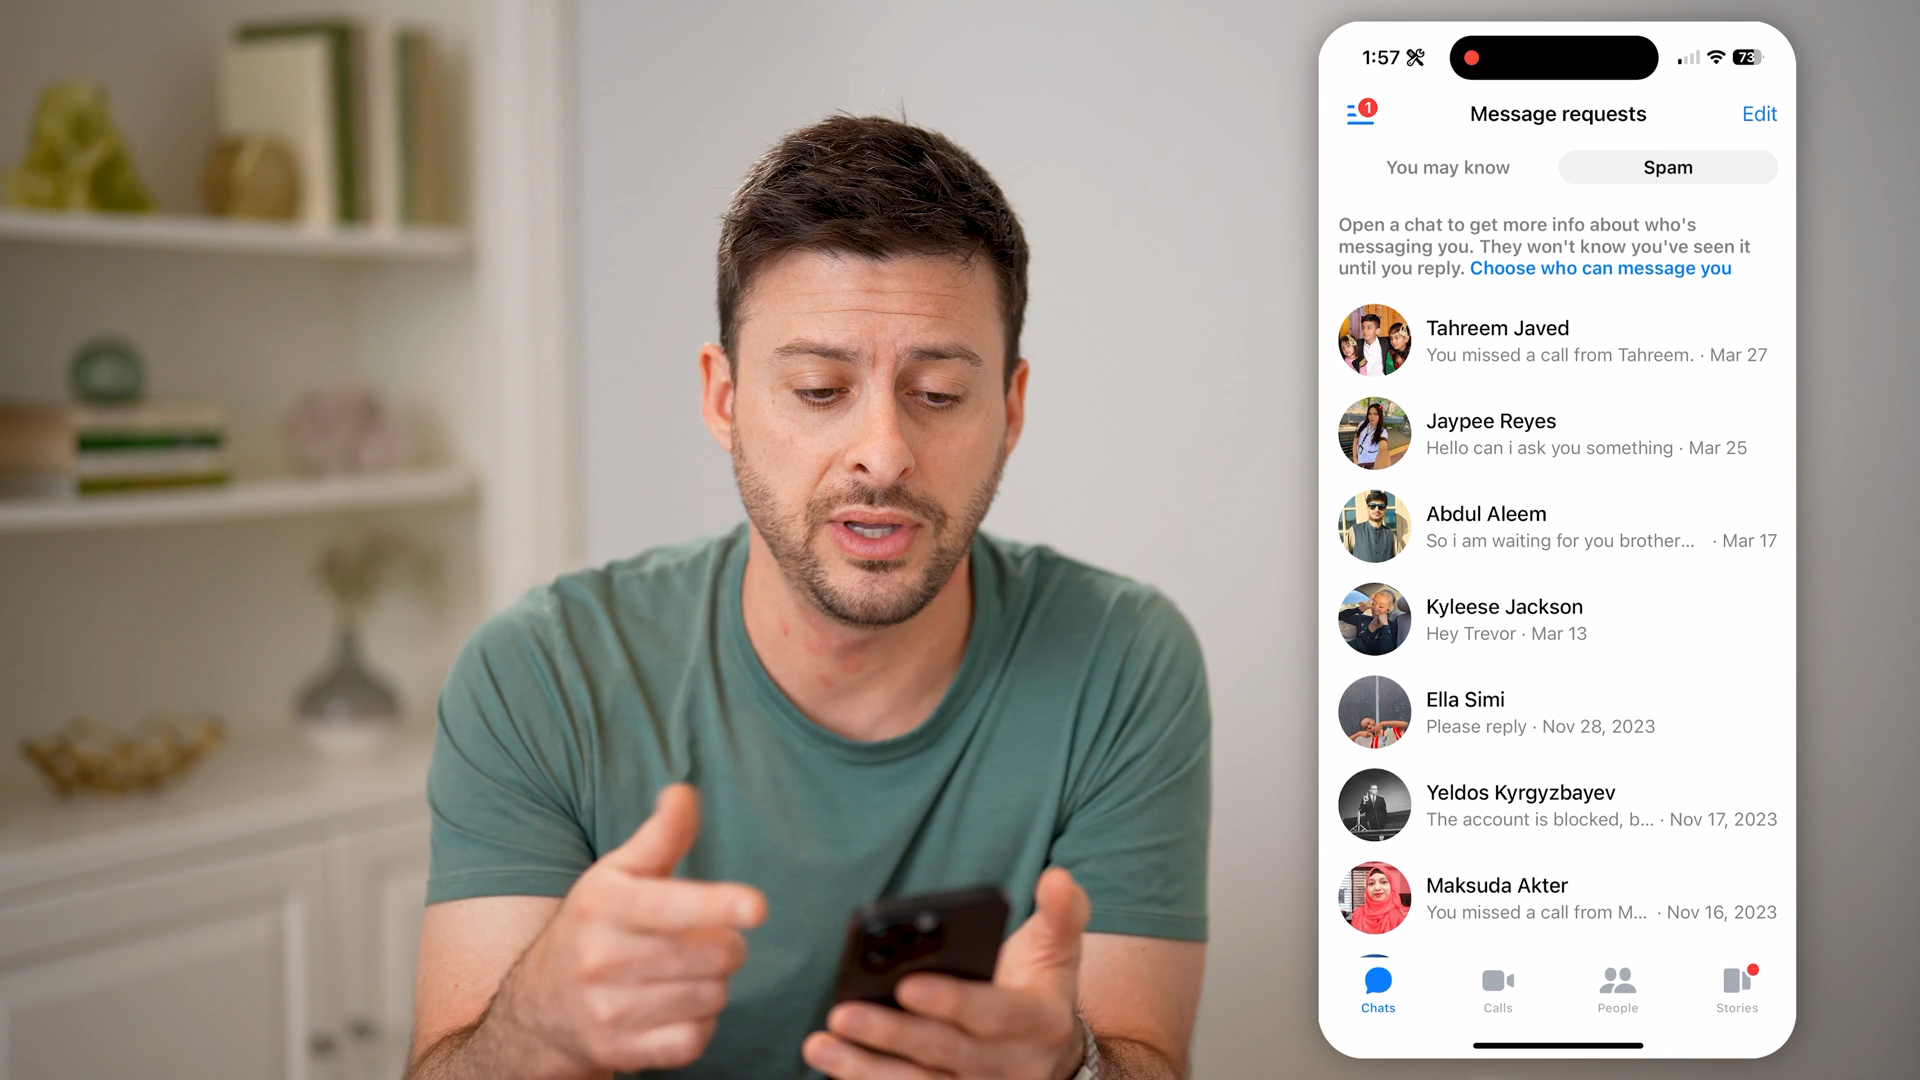 1:57
73
1
Message requests
Edit
You may know
Spam
Open a chat to get more info about who's
messaging you. They won't know you've seen it
until you reply. Choose who can message you
Tahreem Javed
You missed a call from Tahreem. · Mar 27
Jaypee Reyes
Hello can i ask you something · Mar 25
Abdul Aleem
So i am waiting for you brother... · Mar 17
Kyleese Jackson
Hey Trevor · Mar 13
Ella Simi
Please reply · Nov 28, 2023
Yeldos Kyrgyzbayev
The account is blocked, b... · Nov 17, 2023
Maksuda Akter
You missed a call from M... · Nov 16, 2023
Chats
Calls
People
Stories